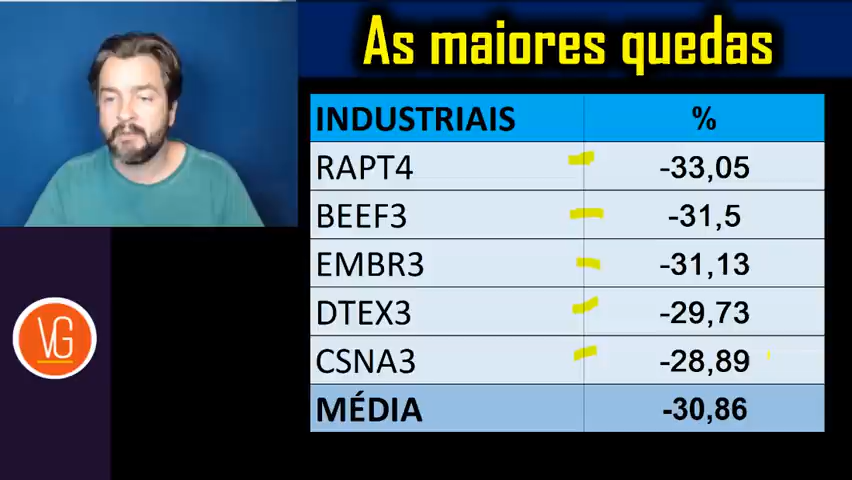 As maiores quedas
INDUSTRIAIS %
RAPT4 -33,05
BEEF3 -31,5
EMBR3 -31,13
DTEX3 -29,73
CSNA3 -28,89
MÉDIA -30,86
VG